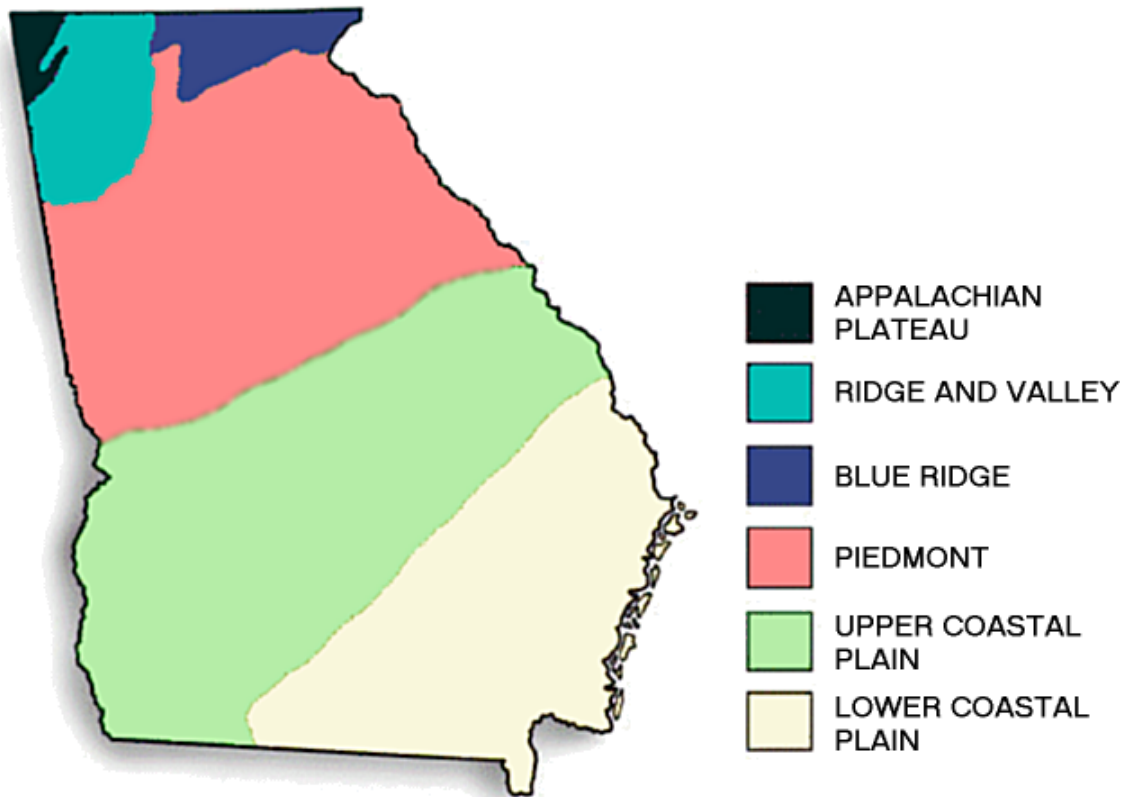 APPALACHIAN
PLATEAU
RIDGE AND VALLEY
BLUE RIDGE
PIEDMONT
UPPER COASTAL
PLAIN
LOWER COASTAL
PLAIN